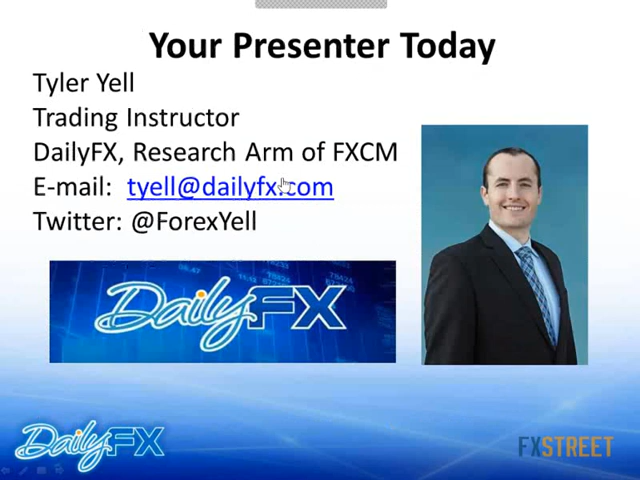 Your Presenter Today
Tyler Yell
Trading Instructor
DailyFX, Research Arm of FXCM
E-mail: tyell@dailyfx.com
Twitter: @ForexYell
DailyFX
DailyFX
FXSTREET